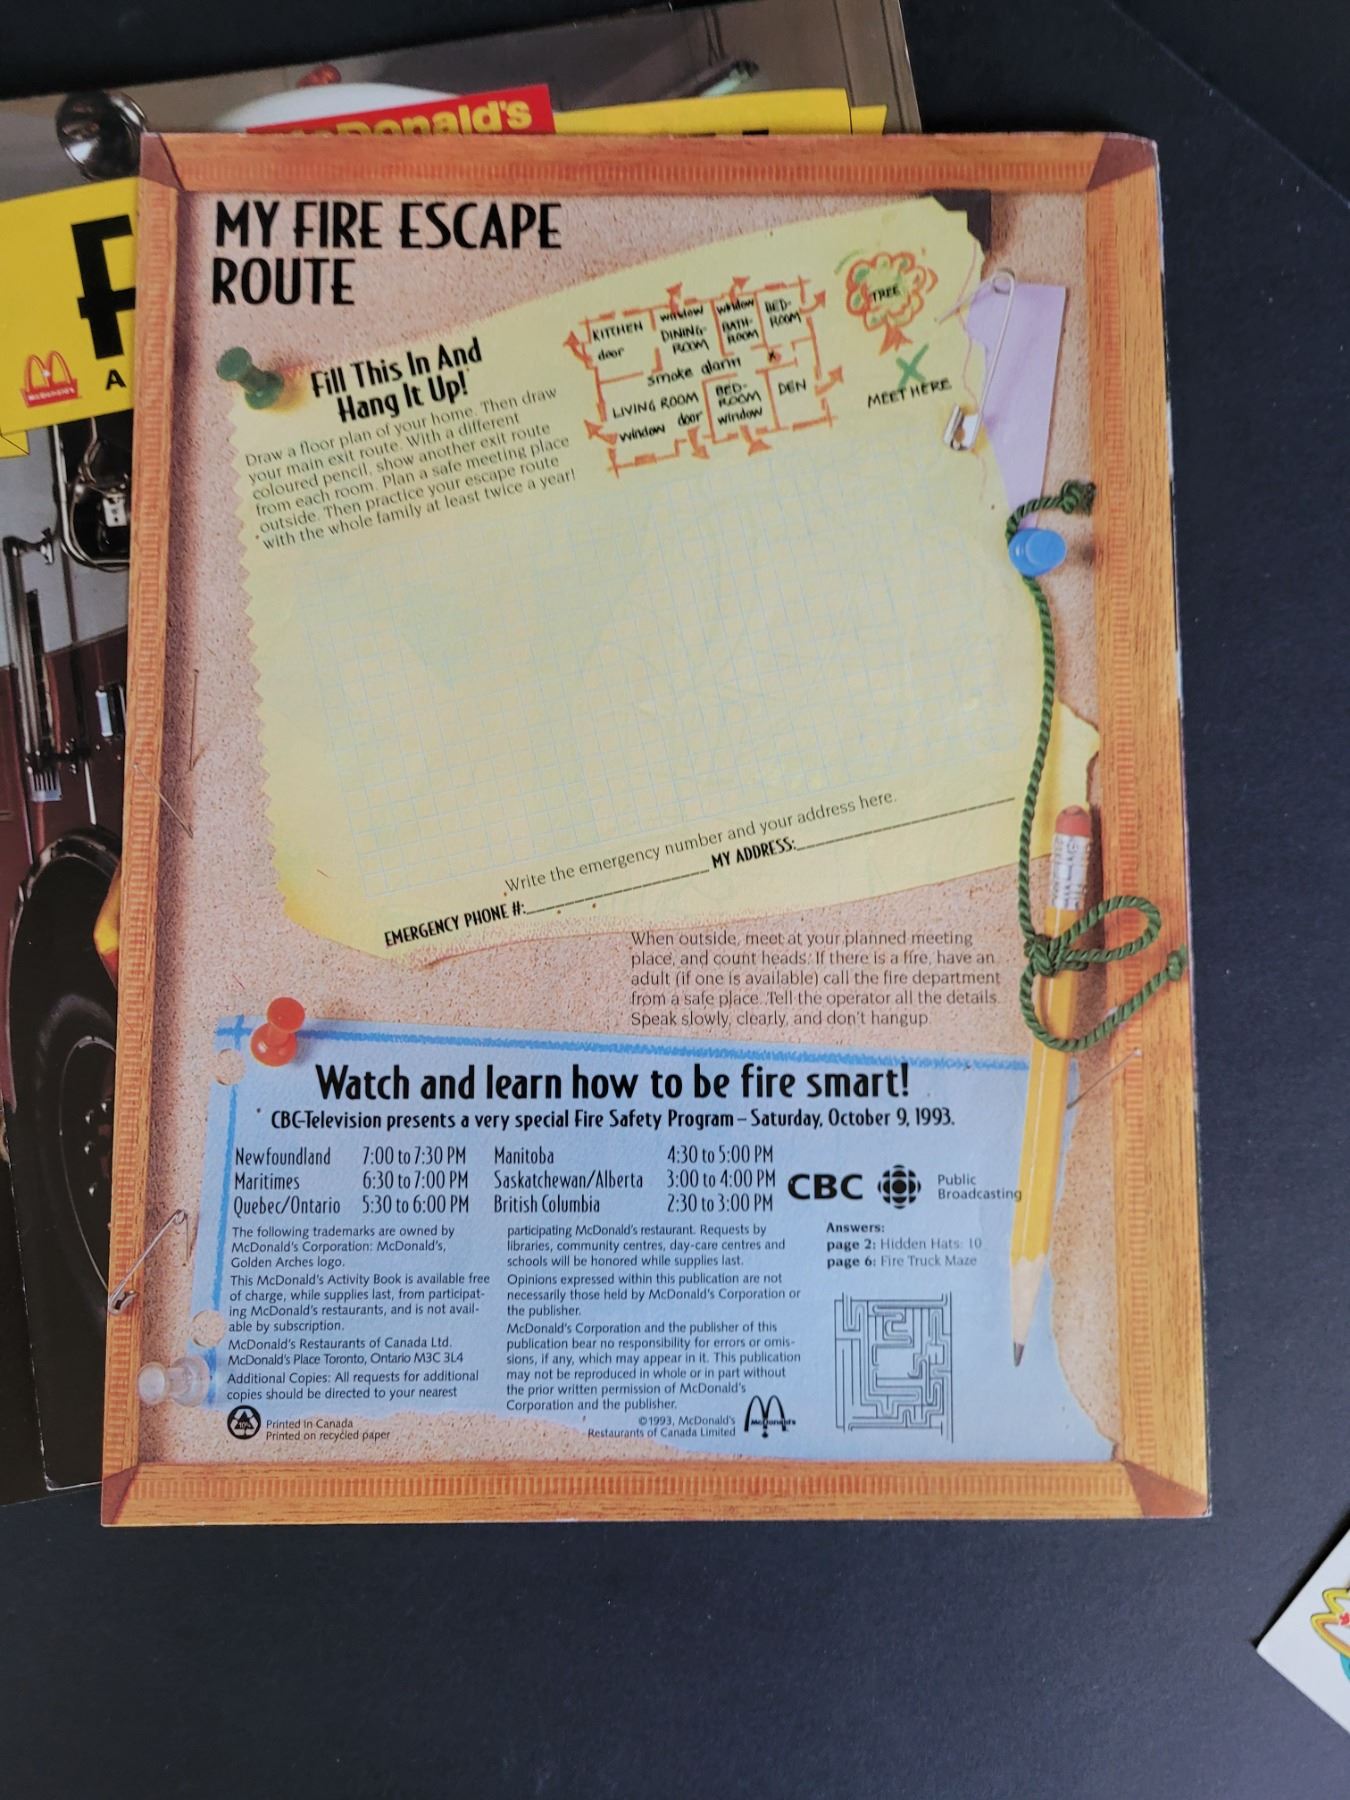 McDonald's
F
McDonald's
A
MY FIRE ESCAPE
ROUTE
Fill This In And
Hang It Up!
Draw a floor plan of your home. Then draw
your main exit route. With a different
coloured pencil, show another exit route
from each room. Plan a safe meeting place
outside. Then practice your escape route
with the whole family at least twice a year!
KITCHEN
door
window
DINING-
ROOM
window
BATH-
ROOM
BED-
ROOM
smoke alarm
x
LIVING ROOM
window
door
BED-
ROOM
window
DEN
TREE
X
MEET HERE
Write the emergency number and your address here.
EMERGENCY PHONE #: MY ADDRESS:
When outside, meet at your planned meeting
place, and count heads. If there is a fire, have an
adult (if one is available) call the fire department
from a safe place. Tell the operator all the details.
Speak slowly, clearly, and don't hangup.
Watch and learn how to be fire smart!
CBC-Television presents a very special Fire Safety Program – Saturday, October 9, 1993.
Newfoundland 7:00 to 7:30 PM Manitoba 4:30 to 5:00 PM
Maritimes 6:30 to 7:00 PM Saskatchewan/Alberta 3:00 to 4:00 PM
Quebec/Ontario 5:30 to 6:00 PM British Columbia 2:30 to 3:00 PM
CBC Public
Broadcasting
The following trademarks are owned by
McDonald's Corporation: McDonald's,
Golden Arches logo.
This McDonald's Activity Book is available free
of charge, while supplies last, from participat-
ing McDonald's restaurants, and is not avail-
able by subscription.
McDonald's Restaurants of Canada Ltd.
McDonald's Place Toronto, Ontario M3C 3L4
Additional Copies: All requests for additional
copies should be directed to your nearest
participating McDonald's restaurant. Requests by
libraries, community centres, day-care centres and
schools will be honored while supplies last.
Opinions expressed within this publication are not
necessarily those held by McDonald's Corporation or
the publisher.
McDonald's Corporation and the publisher of this
publication bear no responsibility for errors or omis-
sions, if any, which may appear in it. This publication
may not be reproduced in whole or in part without
the prior written permission of McDonald's
Corporation and the publisher.
Answers:
page 2: Hidden Hats: 10
page 6: Fire Truck Maze
Printed in Canada
Printed on recycled paper
©1993, McDonald's
Restaurants of Canada Limited
McDonald's